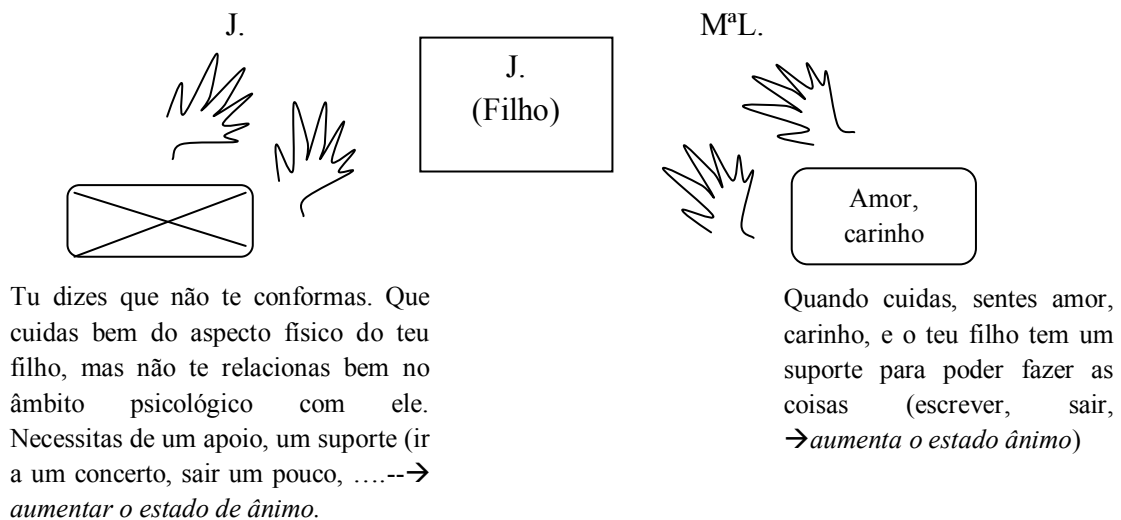 J.
J.
(Filho)
MªL.
Amor,
carinho
Tu dizes que não te conformas. Que
cuidas bem do aspecto físico do teu
filho, mas não te relacionas bem no
âmbito psicológico com ele.
Necessitas de um apoio, um suporte (ir
a um concerto, sair um pouco, ….--→
aumentar o estado de ânimo.
Quando cuidas, sentes amor,
carinho, e o teu filho tem um
suporte para poder fazer as
coisas (escrever, sair,
→aumenta o estado ânimo)